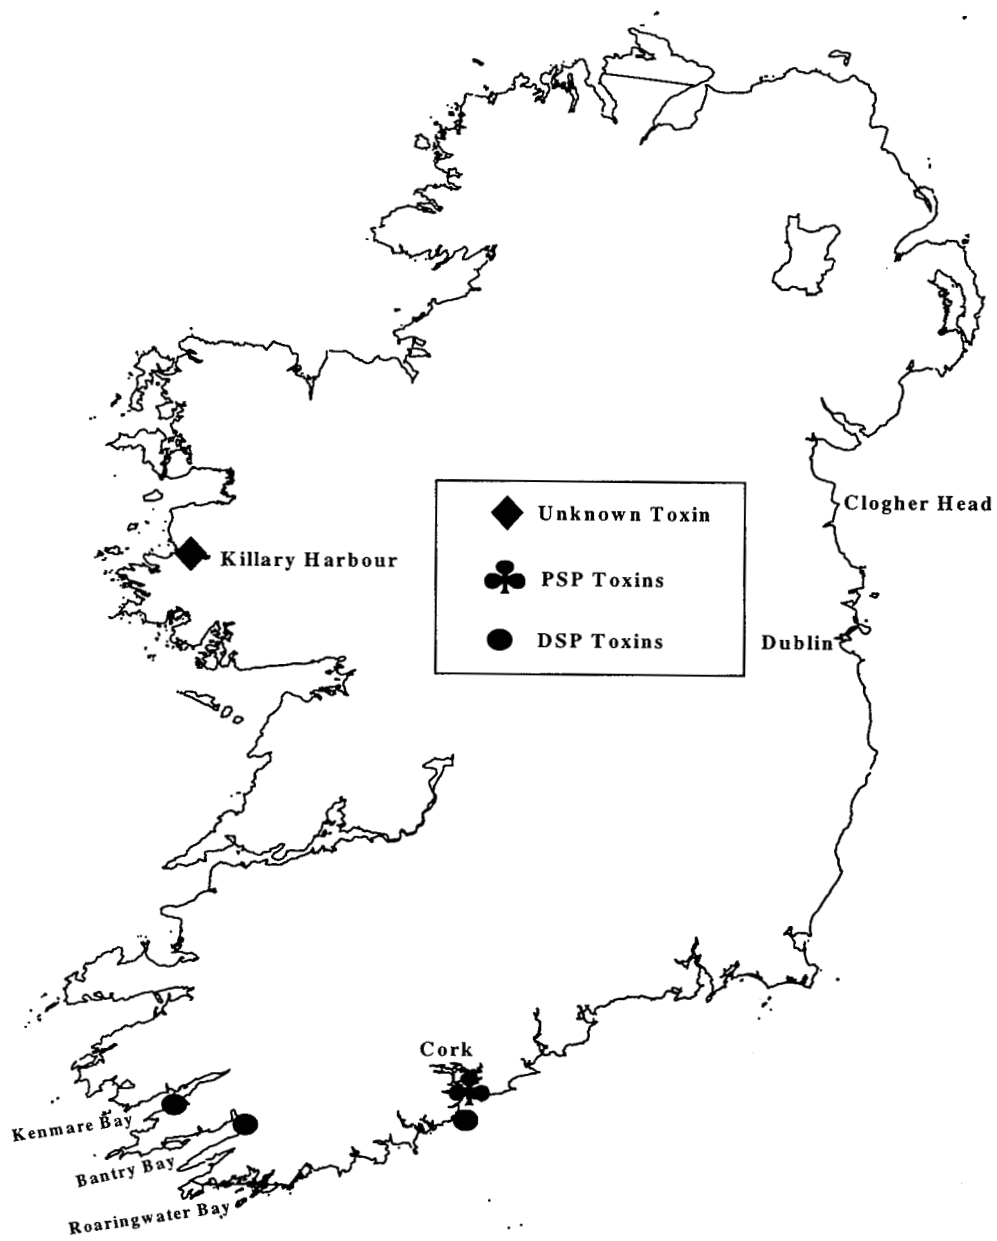 Clogher Head
Unknown Toxin
Killary Harbour
PSP Toxins
DSP Toxins
Dublin
Cork
Kenmare Bay
Bantry Bay
Roaringwater Bay